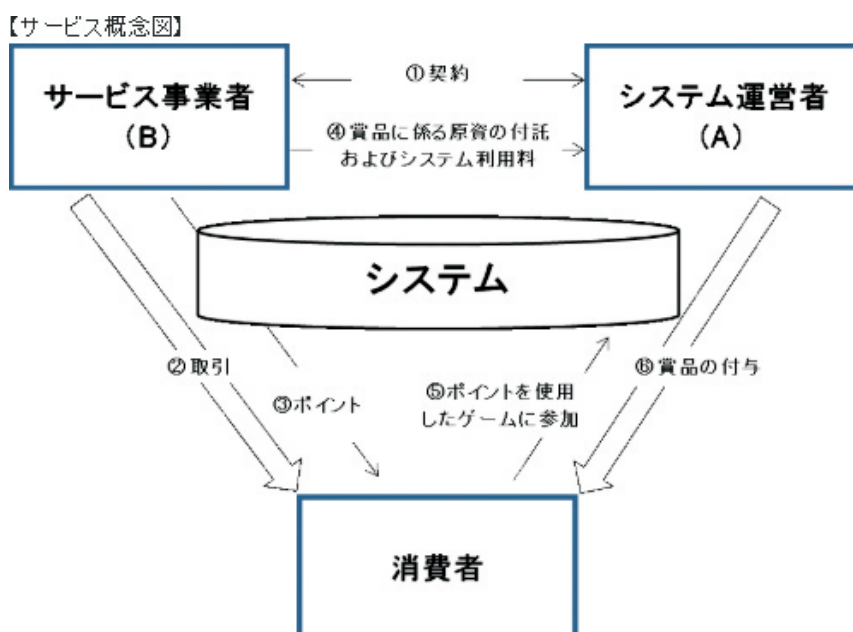 【サービス概念図】
サービス事業者
（B）
①契約
④賞品に係る原資の付託
およびシステム利用料
システム運営者
（A）
システム
②取引
③ポイント
⑤ポイントを使用
したゲームに参加
⑥賞品の付与
消費者